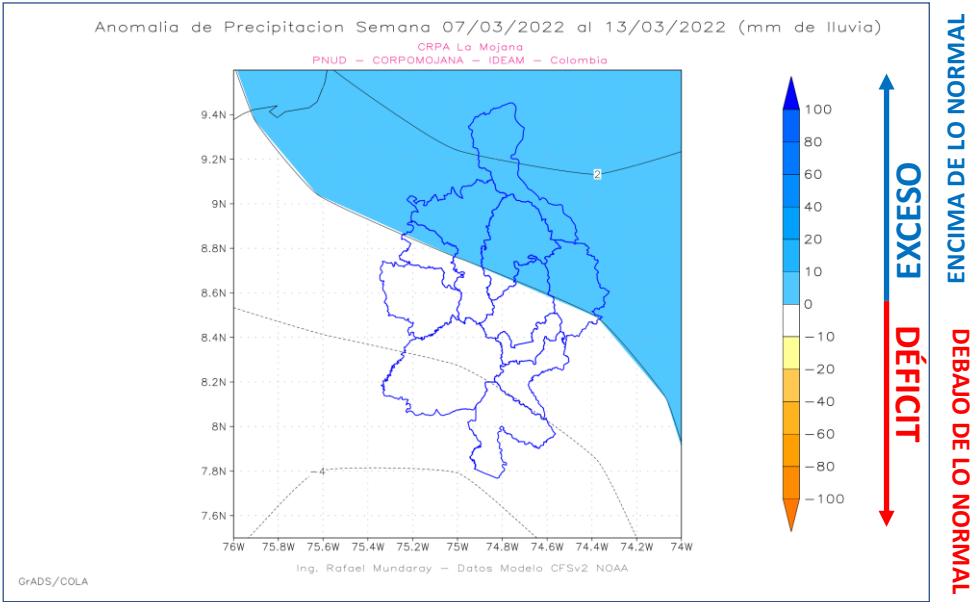 Anomalia de Precipitacion Semana 07/03/2022 al 13/03/2022 (mm de lluvia)
CRPA La Mojana
PNUD — CORPOMOJANA — IDEAM — Colombia
9.4N
9.2N
9N
8.8N
8.6N
8.4N
8.2N
8N
7.8N
7.6N
2
-4
76W 75.8W 75.6W 75.4W 75.2W 75W 74.8W 74.6W 74.4W 74.2W 74W
Ing. Rafael Mundaray — Datos Modelo CFSv2 NOAA
GrADS/COLA
100
80
60
40
20
10
0
-10
-20
-40
-60
-80
-100
EXCESO
DÉFICIT
ENCIMA DE LO NORMAL
DEBAJO DE LO NORMAL